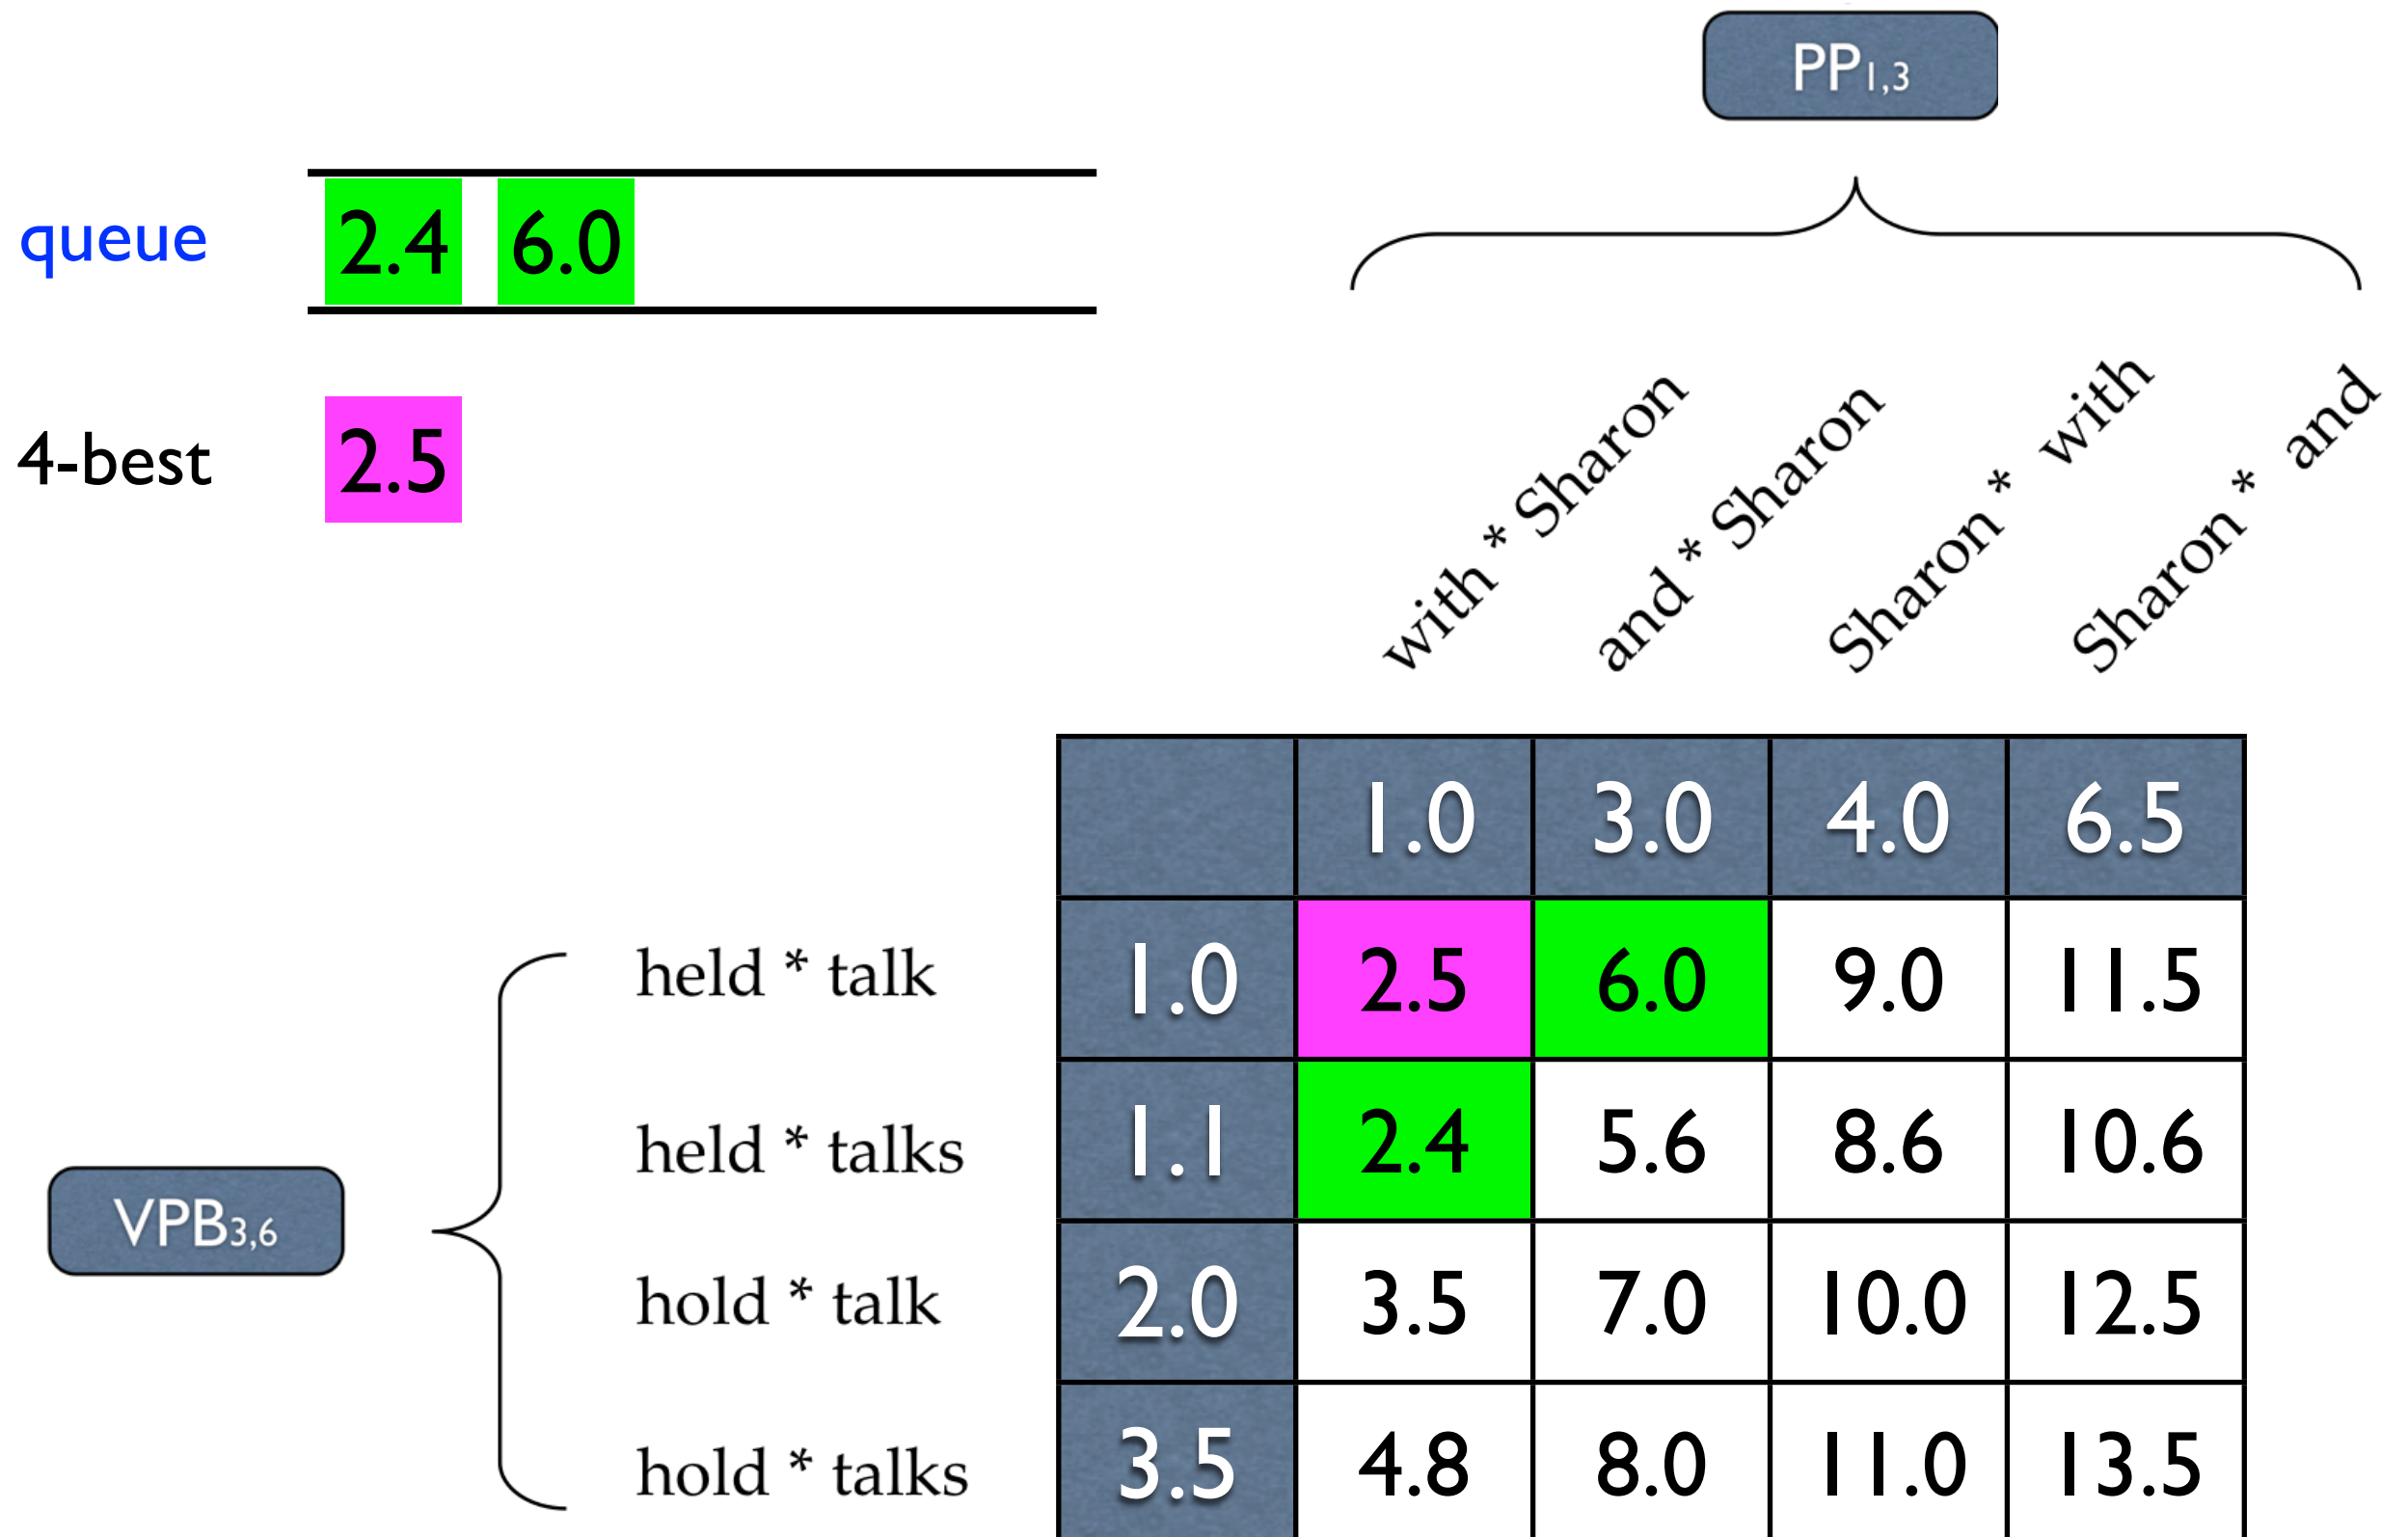 PP1,3
queue 2.4 6.0
4-best 2.5
with * Sharon
and * Sharon
Sharon * with
Sharon * and
1.0 3.0 4.0 6.5
held * talk 1.0 2.5 6.0 9.0 11.5
held * talks 1.1 2.4 5.6 8.6 10.6
VPB3,6
hold * talk 2.0 3.5 7.0 10.0 12.5
hold * talks 3.5 4.8 8.0 11.0 13.5